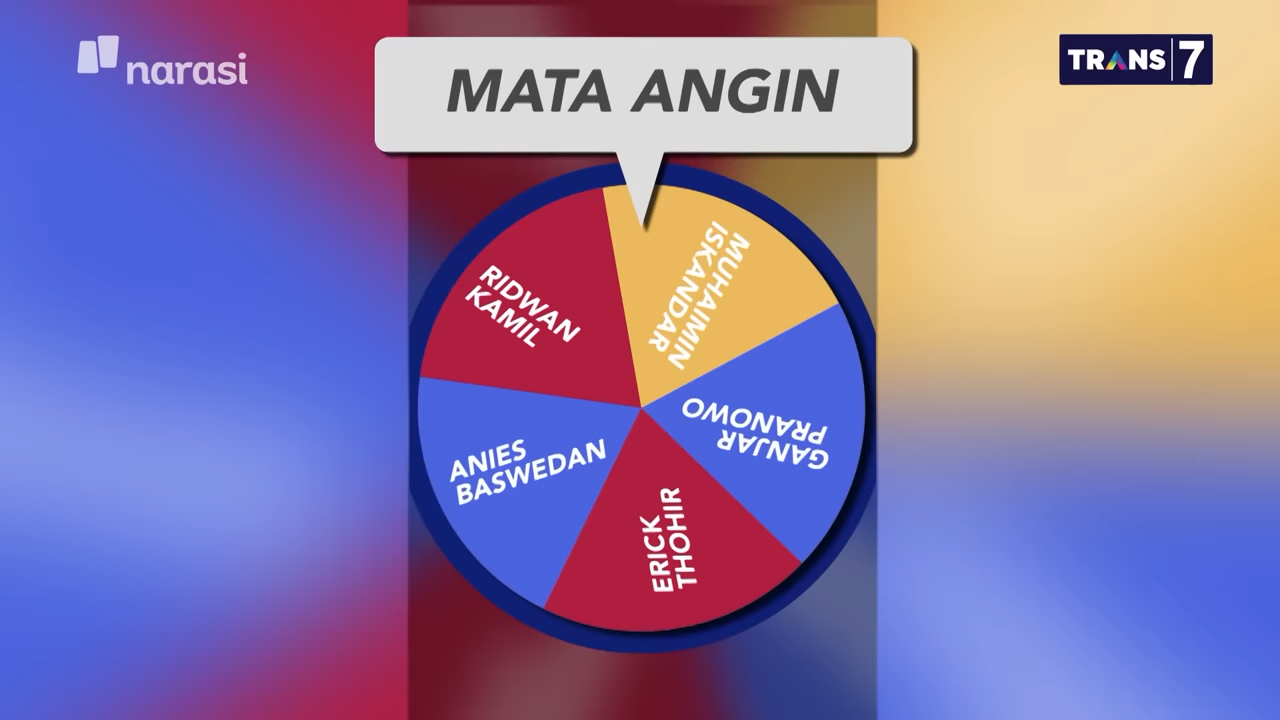 narasi
TRANS 7
MATA ANGIN
RIDWAN
KAMIL
MUHAIMIN
ISKANDAR
GANJAR
PRANOWO
ANIES
BASWEDAN
ERICK
THOHIR